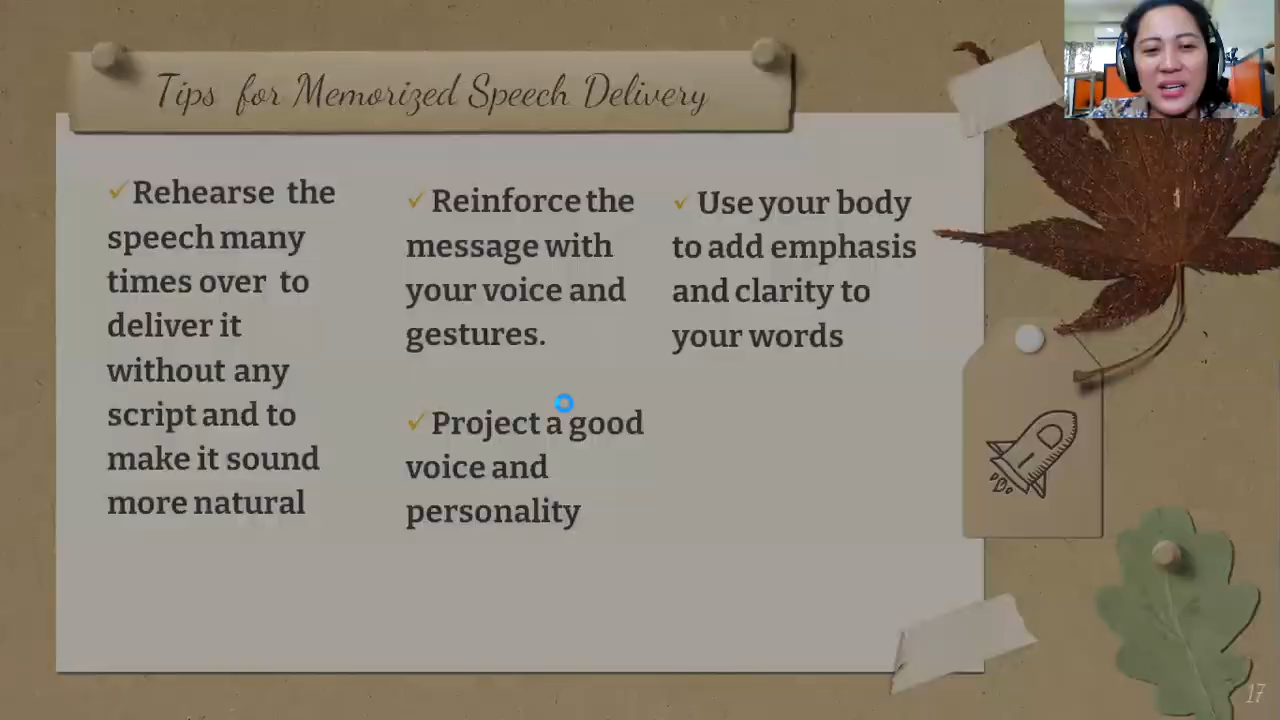 Tips for Memorized Speech Delivery
✓Rehearse the
speech many
times over to
deliver it
without any
script and to
make it sound
more natural
✓Reinforce the
message with
your voice and
gestures.
✓Project a good
voice and
personality
✓Use your body
to add emphasis
and clarity to
your words
17